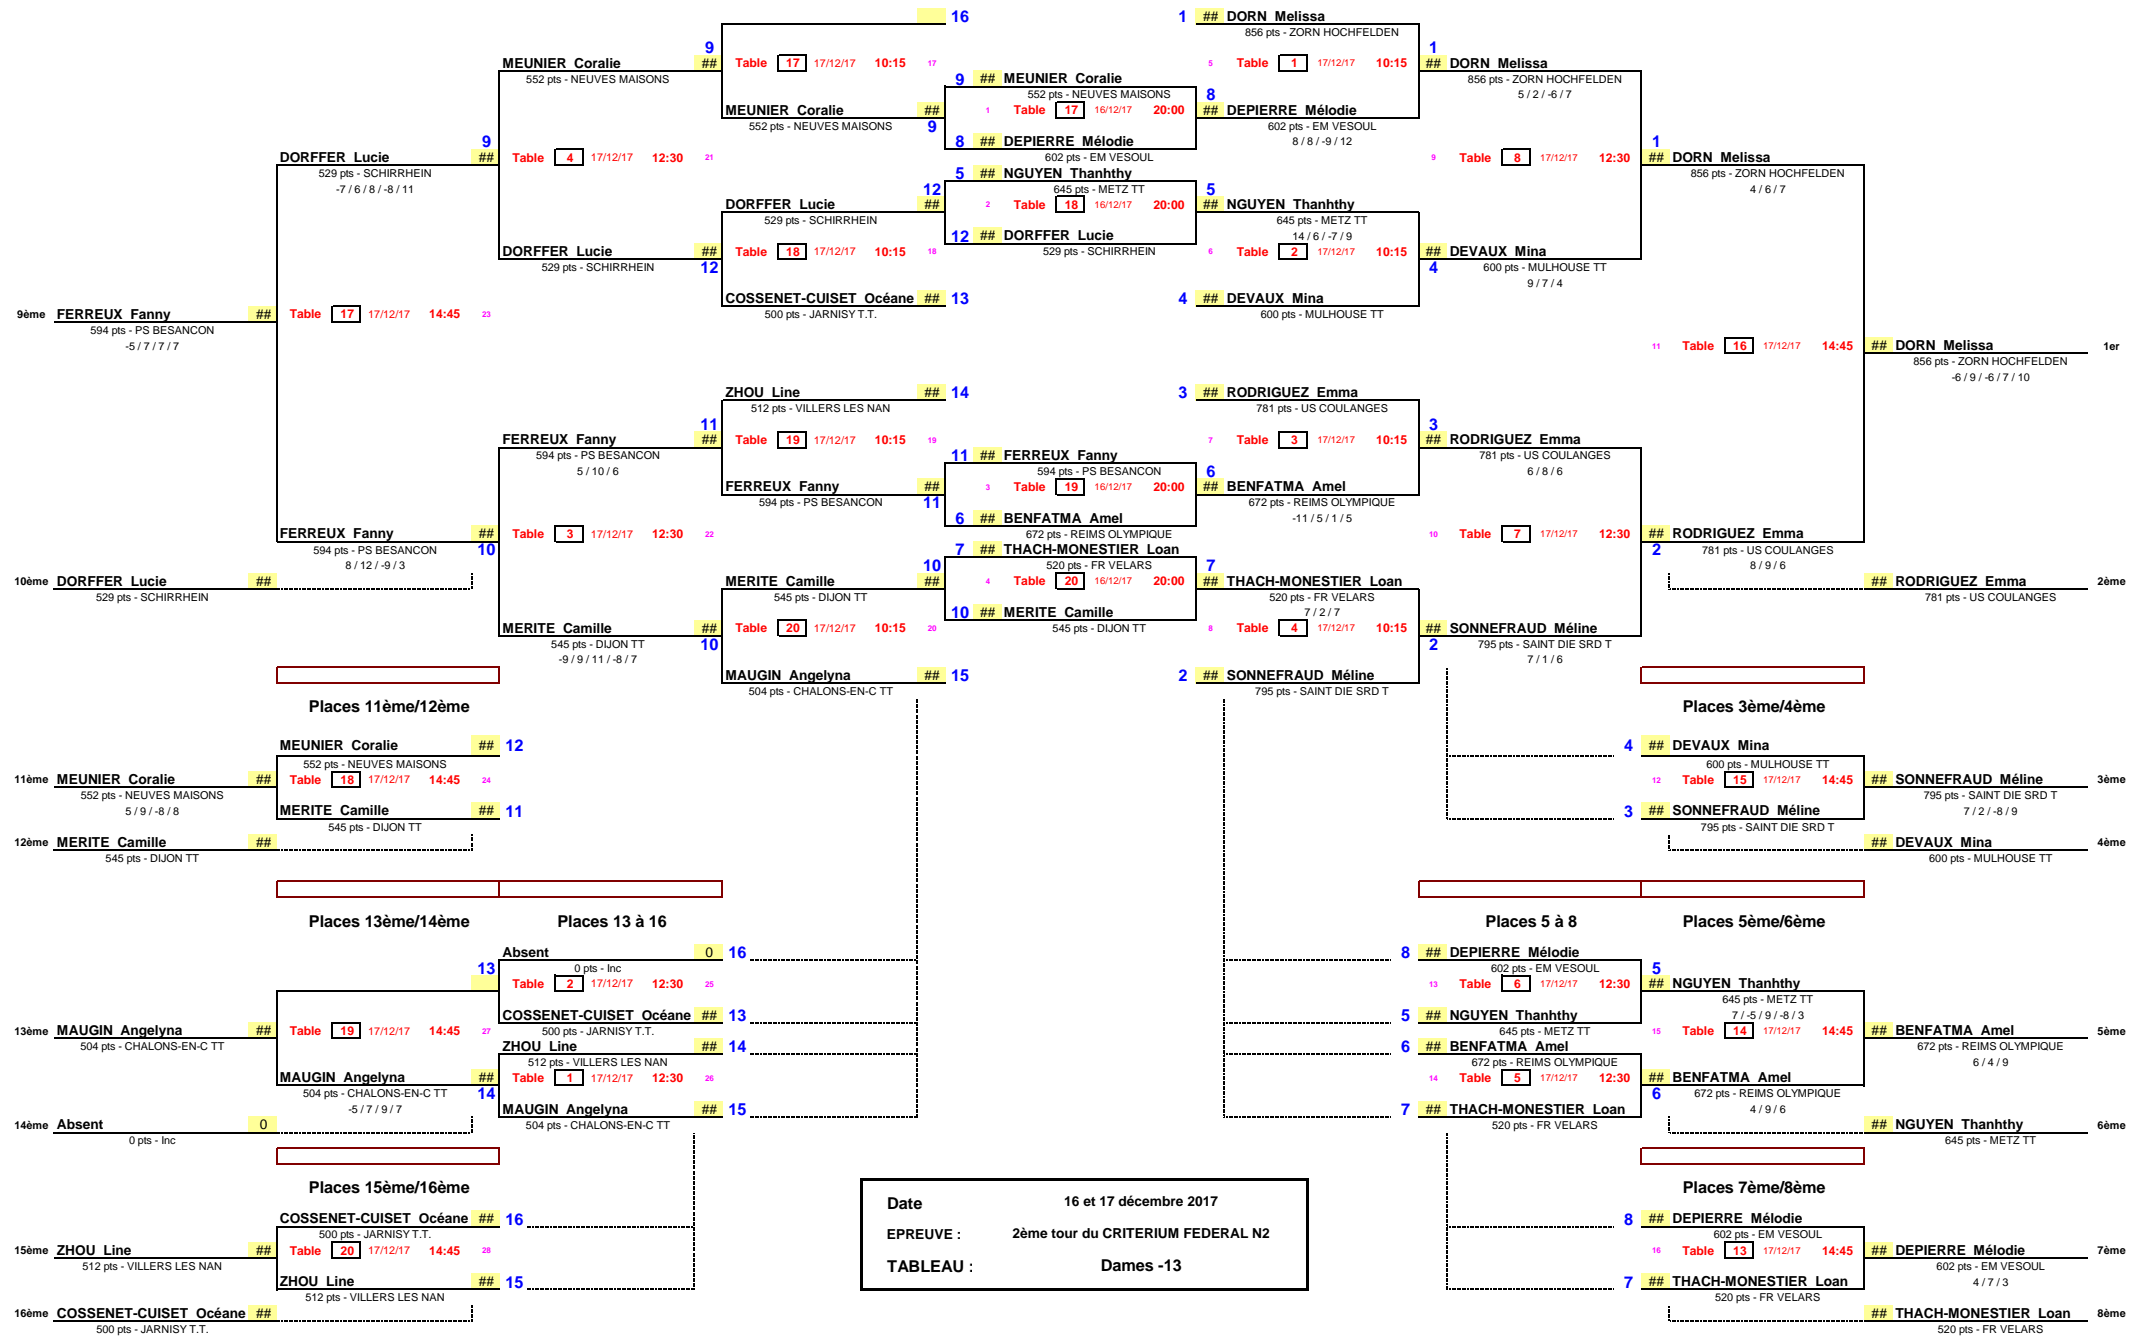 16
1 ## DORN Melissa
856 pts - ZORN HOCHFELDEN
9
MEUNIER Coralie ##
552 pts - NEUVES MAISONS
Table 17 17/12/17 10:15 17
5 Table 1 17/12/17 10:15
1
## DORN Melissa
856 pts - ZORN HOCHFELDEN
5 / 2 / -6 / 7
9 ## MEUNIER Coralie
552 pts - NEUVES MAISONS
MEUNIER Coralie ##
552 pts - NEUVES MAISONS
9
1 Table 17 16/12/17 20:00
8
## DEPIERRE Mélodie
602 pts - EM VESOUL
8 / 8 / -9 / 12
8 ## DEPIERRE Mélodie
602 pts - EM VESOUL
9
DORFFER Lucie ##
529 pts - SCHIRRHEIN
-7 / 6 / 8 / -8 / 11
Table 4 17/12/17 12:30 21
9 Table 8 17/12/17 12:30
1
## DORN Melissa
856 pts - ZORN HOCHFELDEN
4 / 6 / 7
5 ## NGUYEN Thanhthy
645 pts - METZ TT
12
DORFFER Lucie ##
529 pts - SCHIRRHEIN
2 Table 18 16/12/17 20:00
5
## NGUYEN Thanhthy
645 pts - METZ TT
14 / 6 / -7 / 9
12 ## DORFFER Lucie
529 pts - SCHIRRHEIN
DORFFER Lucie ##
529 pts - SCHIRRHEIN
12
Table 18 17/12/17 10:15 18
6 Table 2 17/12/17 10:15
## DEVAUX Mina
4
600 pts - MULHOUSE TT
9 / 7 / 4
COSSENET-CUISET Océane ## 13
500 pts - JARNISY T.T.
4 ## DEVAUX Mina
600 pts - MULHOUSE TT
9ème FERREUX Fanny ##
594 pts - PS BESANCON
-5 / 7 / 7 / 7
Table 17 17/12/17 14:45 23
11 Table 16 17/12/17 14:45
## DORN Melissa 1er
856 pts - ZORN HOCHFELDEN
-6 / 9 / -6 / 7 / 10
ZHOU Line ## 14
512 pts - VILLERS LES NAN
3 ## RODRIGUEZ Emma
781 pts - US COULANGES
11
FERREUX Fanny ##
594 pts - PS BESANCON
5 / 10 / 6
Table 19 17/12/17 10:15 19
7 Table 3 17/12/17 10:15
3
## RODRIGUEZ Emma
781 pts - US COULANGES
6 / 8 / 6
11 ## FERREUX Fanny
594 pts - PS BESANCON
FERREUX Fanny ##
594 pts - PS BESANCON
11
3 Table 19 16/12/17 20:00
6
## BENFATMA Amel
672 pts - REIMS OLYMPIQUE
-11 / 5 / 1 / 5
6 ## BENFATMA Amel
672 pts - REIMS OLYMPIQUE
FERREUX Fanny ##
594 pts - PS BESANCON
10
8 / 12 / -9 / 3
Table 3 17/12/17 12:30 22
10 Table 7 17/12/17 12:30
## RODRIGUEZ Emma
2
781 pts - US COULANGES
8 / 9 / 6
7 ## THACH-MONESTIER Loan
520 pts - FR VELARS
10ème DORFFER Lucie ##
529 pts - SCHIRRHEIN
10
MERITE Camille ##
545 pts - DIJON TT
4 Table 20 16/12/17 20:00
7
## THACH-MONESTIER Loan
520 pts - FR VELARS
7 / 2 / 7
## RODRIGUEZ Emma 2ème
781 pts - US COULANGES
10 ## MERITE Camille
545 pts - DIJON TT
MERITE Camille ##
545 pts - DIJON TT
10
-9 / 9 / 11 / -8 / 7
Table 20 17/12/17 10:15 20
8 Table 4 17/12/17 10:15
## SONNEFRAUD Méline
2
795 pts - SAINT DIE SRD T
7 / 1 / 6
MAUGIN Angelyna ## 15
504 pts - CHALONS-EN-C TT
2 ## SONNEFRAUD Méline
795 pts - SAINT DIE SRD T
Places 11ème/12ème
Places 3ème/4ème
MEUNIER Coralie ## 12
552 pts - NEUVES MAISONS
4 ## DEVAUX Mina
600 pts - MULHOUSE TT
11ème MEUNIER Coralie ##
552 pts - NEUVES MAISONS
5 / 9 / -8 / 8
Table 18 17/12/17 14:45 24
12 Table 15 17/12/17 14:45
## SONNEFRAUD Méline 3ème
795 pts - SAINT DIE SRD T
7 / 2 / -8 / 9
MERITE Camille ## 11
545 pts - DIJON TT
3 ## SONNEFRAUD Méline
795 pts - SAINT DIE SRD T
12ème MERITE Camille ##
545 pts - DIJON TT
## DEVAUX Mina 4ème
600 pts - MULHOUSE TT
Places 13ème/14ème
Places 13 à 16
Places 5 à 8
Places 5ème/6ème
Absent 0 16
0 pts - Inc
8 ## DEPIERRE Mélodie
602 pts - EM VESOUL
13
Table 2 17/12/17 12:30 25
13 Table 6 17/12/17 12:30
5
## NGUYEN Thanhthy
645 pts - METZ TT
7 / -5 / 9 / -8 / 3
COSSENET-CUISET Océane ## 13
500 pts - JARNISY T.T.
5 ## NGUYEN Thanhthy
645 pts - METZ TT
13ème MAUGIN Angelyna ##
504 pts - CHALONS-EN-C TT
Table 19 17/12/17 14:45 27
15 Table 14 17/12/17 14:45
## BENFATMA Amel 5ème
672 pts - REIMS OLYMPIQUE
6 / 4 / 9
ZHOU Line ## 14
512 pts - VILLERS LES NAN
6 ## BENFATMA Amel
672 pts - REIMS OLYMPIQUE
MAUGIN Angelyna ##
504 pts - CHALONS-EN-C TT
14
-5 / 7 / 9 / 7
Table 1 17/12/17 12:30 26
14 Table 5 17/12/17 12:30
## BENFATMA Amel
6
672 pts - REIMS OLYMPIQUE
4 / 9 / 6
MAUGIN Angelyna ## 15
504 pts - CHALONS-EN-C TT
7 ## THACH-MONESTIER Loan
520 pts - FR VELARS
14ème Absent 0
0 pts - Inc
## NGUYEN Thanhthy 6ème
645 pts - METZ TT
Places 15ème/16ème
Places 7ème/8ème
Date 16 et 17 décembre 2017
EPREUVE : 2ème tour du CRITERIUM FEDERAL N2
TABLEAU : Dames -13
COSSENET-CUISET Océane ## 16
500 pts - JARNISY T.T.
8 ## DEPIERRE Mélodie
602 pts - EM VESOUL
15ème ZHOU Line ##
512 pts - VILLERS LES NAN
Table 20 17/12/17 14:45 28
16 Table 13 17/12/17 14:45
## DEPIERRE Mélodie 7ème
602 pts - EM VESOUL
4 / 7 / 3
ZHOU Line ## 15
512 pts - VILLERS LES NAN
7 ## THACH-MONESTIER Loan
520 pts - FR VELARS
16ème COSSENET-CUISET Océane ##
500 pts - JARNISY T.T.
## THACH-MONESTIER Loan 8ème
520 pts - FR VELARS